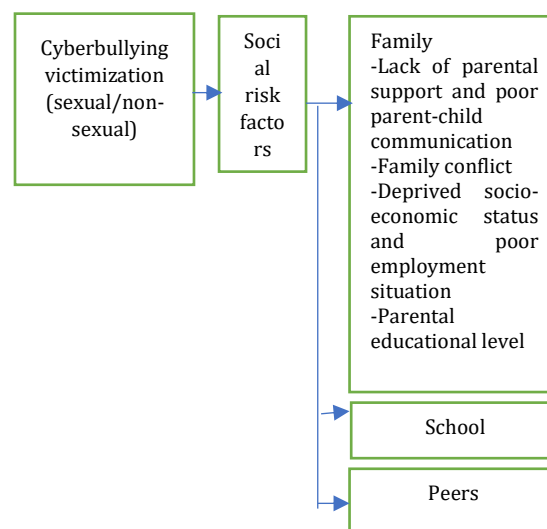 Cyberbullying
victimization
(sexual/non-
sexual)
Soci
al
risk
facto
rs
Family
-Lack of parental
support and poor
parent-child
communication
-Family conflict
-Deprived socio-
economic status
and poor
employment
situation
-Parental
educational level
School
Peers